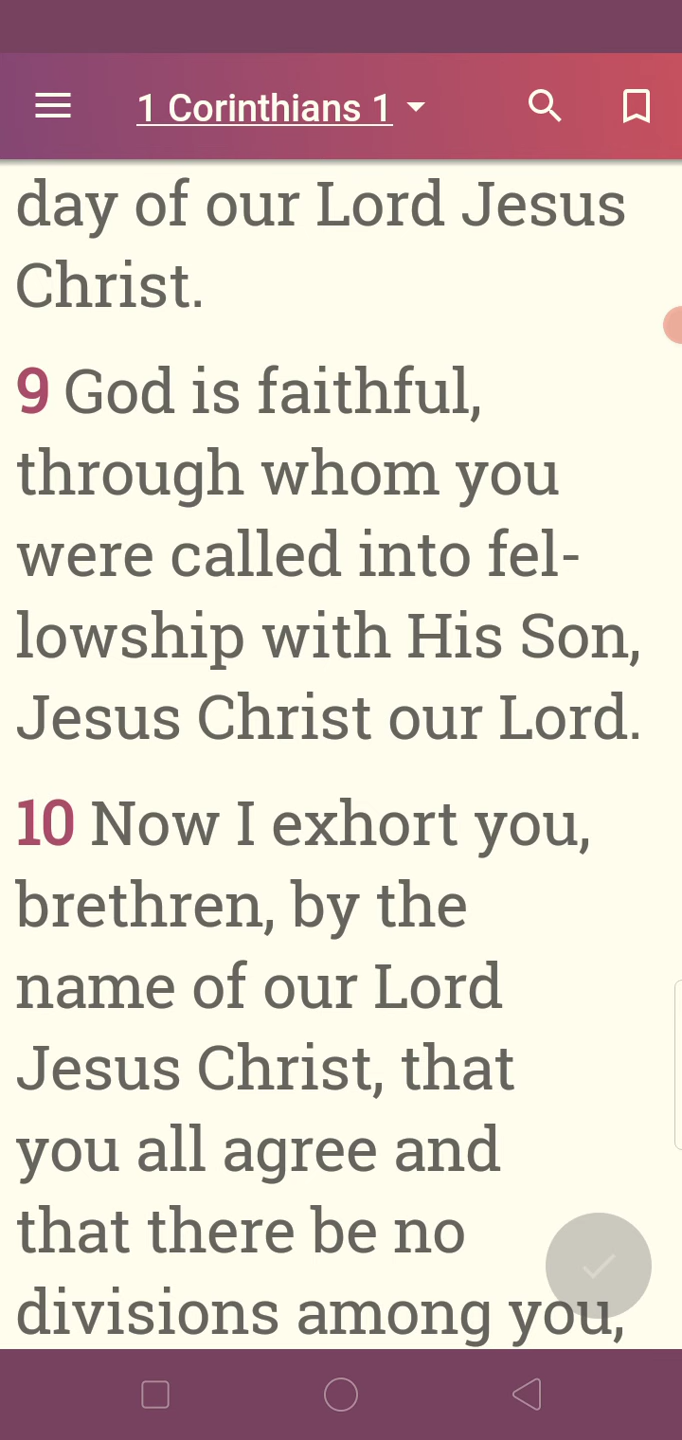 1 Corinthians 1
day of our Lord Jesus
Christ.
9 God is faithful,
through whom you
were called into fel-
lowship with His Son,
Jesus Christ our Lord.
10 Now I exhort you,
brethren, by the
name of our Lord
Jesus Christ, that
you all agree and
that there be no
divisions among you,